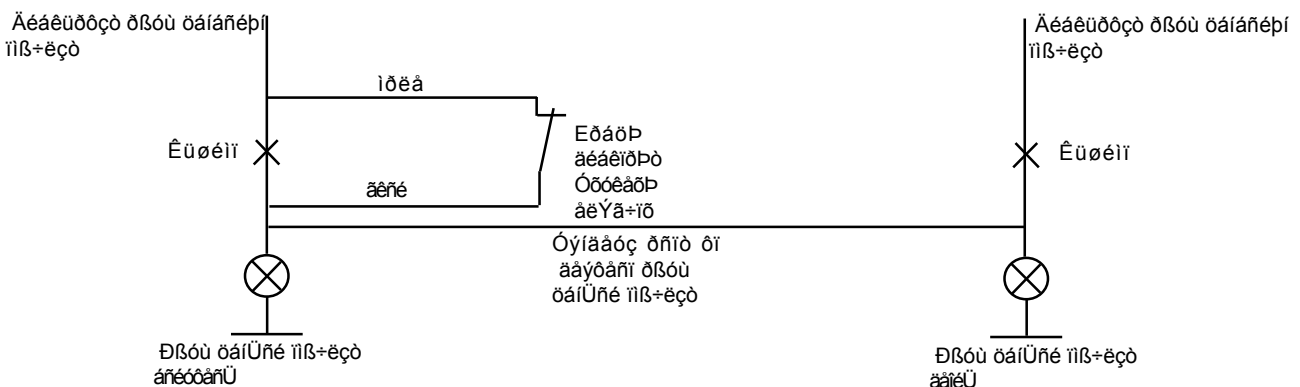 Äéáêüðôçò ðßóù öáíáñéþí
ïìß÷ëçò
Äéáêüðôçò ðßóù öáíáñéþí
ïìß÷ëçò
ìðëå
Êüøéìï
EðáöÞ
äéáêïðÞò
ÓõóêåõÞ
åëÝã÷ïõ
Êüøéìï
ãêñé
Óýíäåóç ðñïò ôï
äåýôåñï ðßóù
öáíÜñé ïìß÷ëçò
Ðßóù öáíÜñé ïìß÷ëçò
áñéóôåñÜ
Ðßóù öáíÜñé ïìß÷ëçò
äåîéÜ